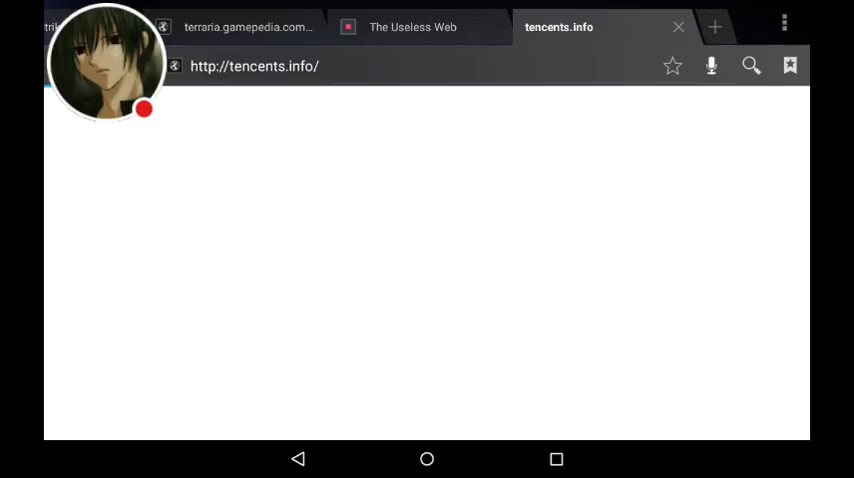 terraria.gamepedia.com...
The Useless Web
tencents.info
http://tencents.info/